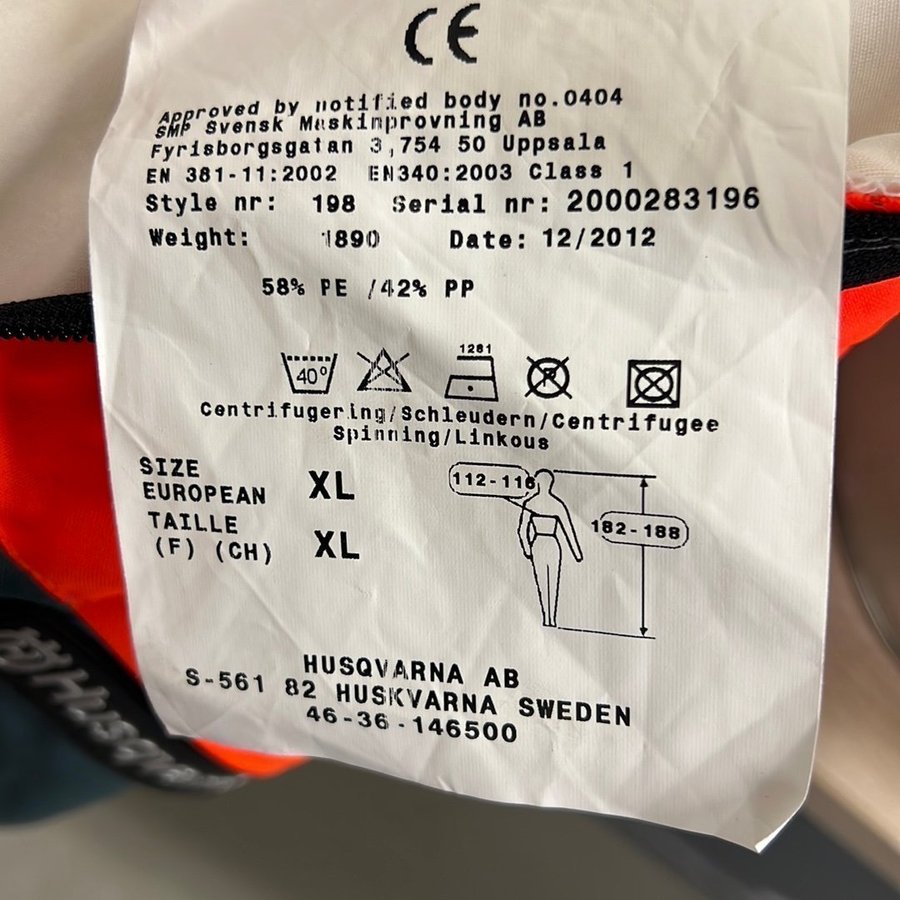 CE
Approved by notified body no.0404
SMP Svensk Maskinprovning AB
Fyrisborgsgatan 3,754 50 Uppsala
EN 381-11:2002 EN340:2003 Class 1
Style nr: 198 Serial nr: 2000283196
Weight: 1890 Date: 12/2012
58% PE /42% PP
40° 1281 P
Centrifugering/Schleudern/Centrifugee
Spinning/Linkous
SIZE
EUROPEAN XL
TAILLE
(F) (CH) XL
112-116
182-188
HUSQVARNA AB
S-561 82 HUSKVARNA SWEDEN
46-36-146500